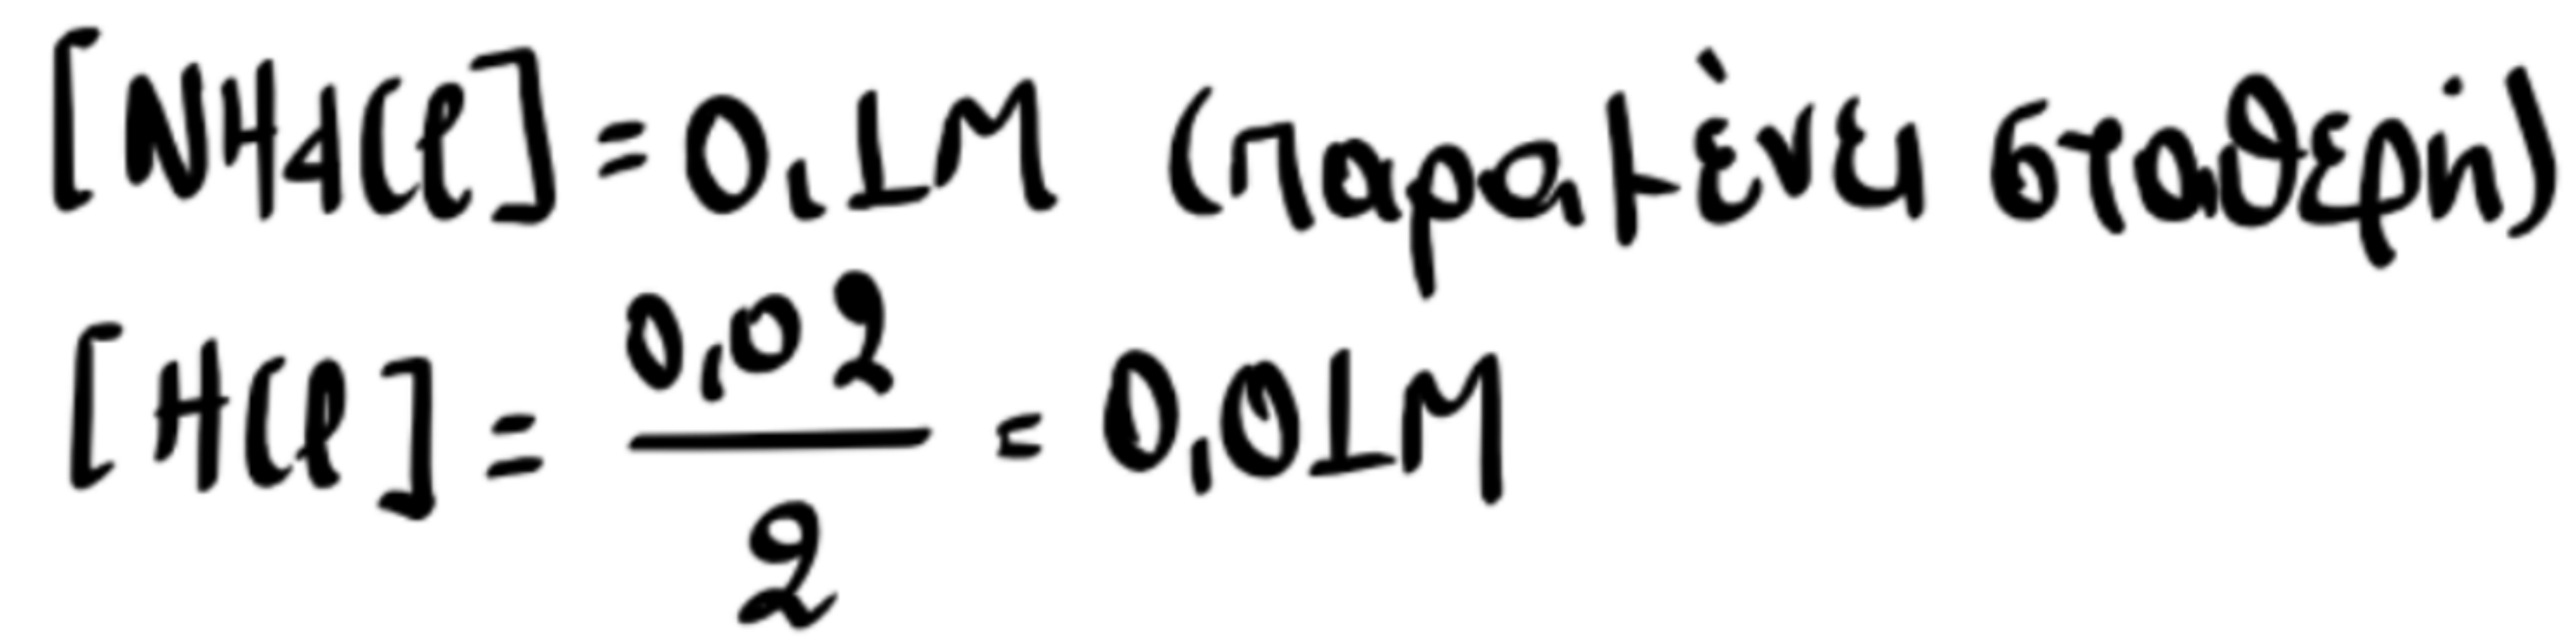 [NH4Cl] = 0,1M (παραμένει σταθερή)
[HCl] = 0,02/2 = 0,01M